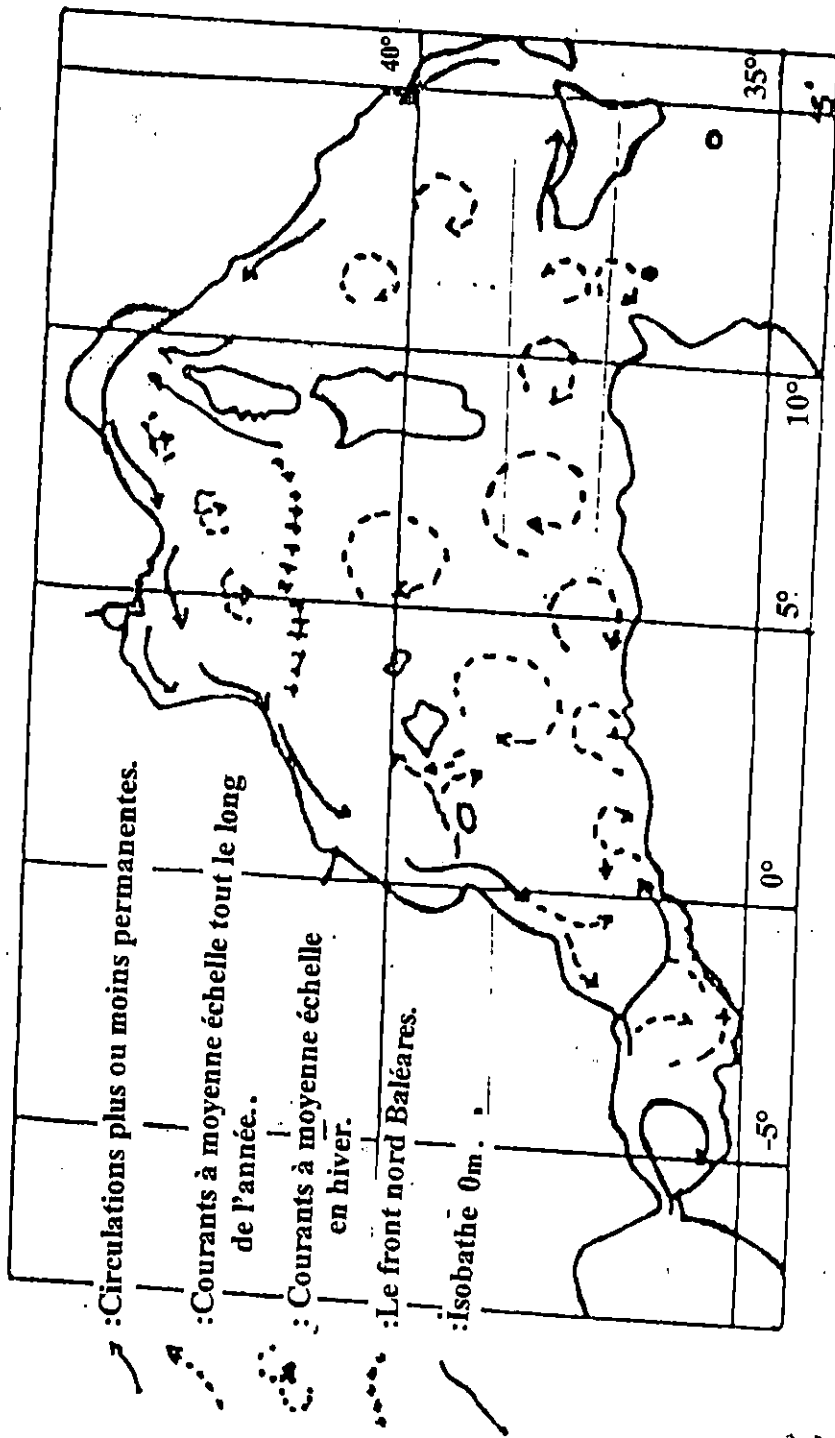 :Circulations plus ou moins permanentes.
:Courants à moyenne échelle tout le long
de l'année..
: Courants à moyenne échelle
en hiver.
:Le front nord Baléares.
:Isobathe 0m.
40°
35°
-5°
0°
5°
10°
15°